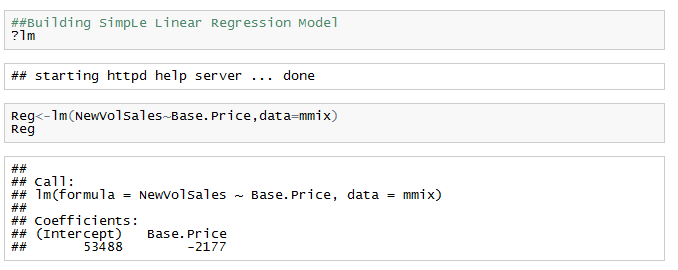 ##Building SimpLe Linear Regression Model
?lm
## starting httpd help server ... done
Reg<-lm(NewVolSales~Base.Price,data=mmix)
Reg
##
## Call:
## lm(formula = NewVolSales ~ Base.Price, data = mmix)
##
## Coefficients:
## (Intercept)   Base.Price
##       53488        -2177